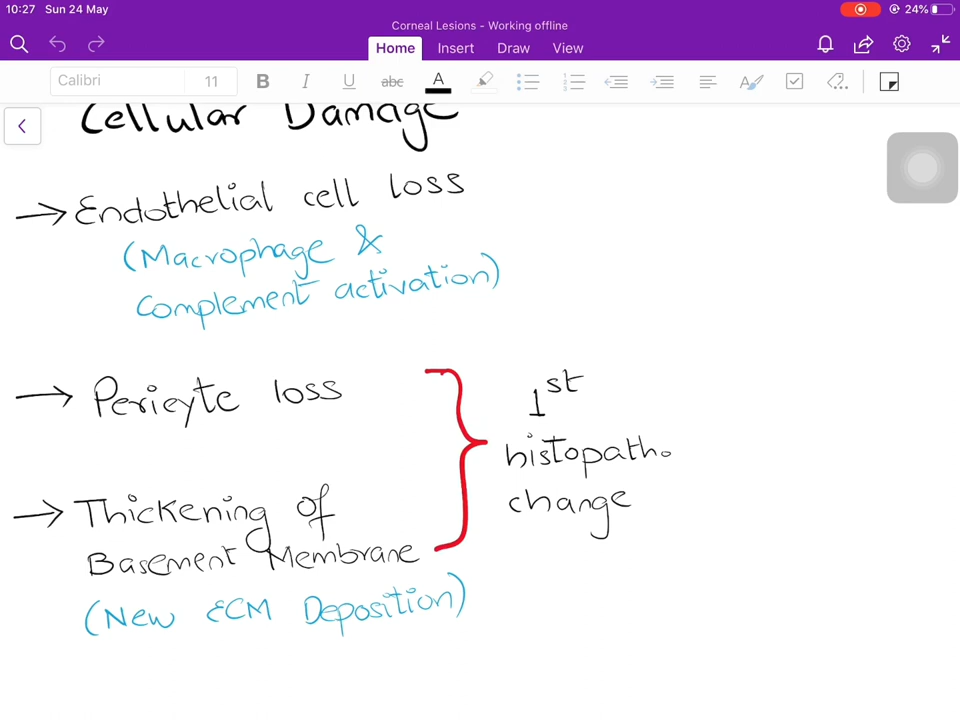 10:27 Sun 24 May
24%
Corneal Lesions - Working offline
Home Insert Draw View
Calibri 11 B I U abc A A
Cellular Damage
→ Endothelial cell loss
(Macrophage &
complement activation)
→ Pericyte loss
1st
histopath.
change
→ Thickening of
Basement Membrane
(New ECM Deposition)